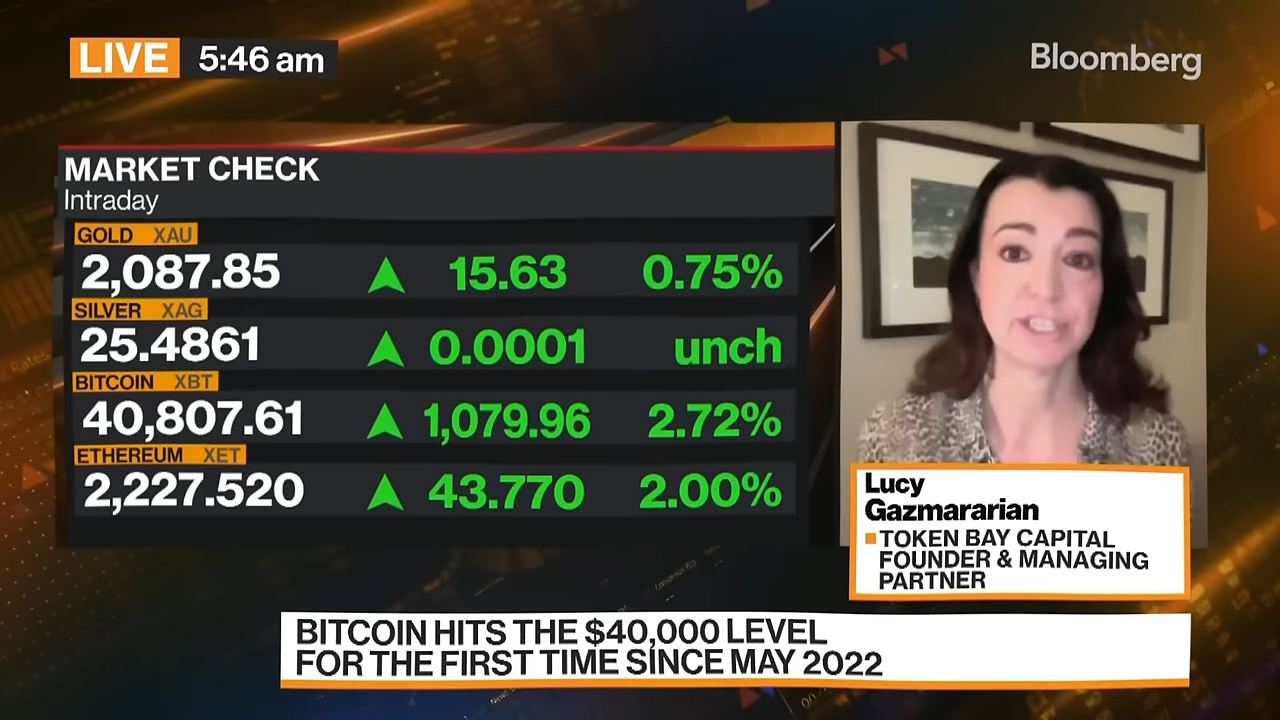 LIVE 5:46 am
Bloomberg
MARKET CHECK
Intraday
GOLD XAU
2,087.85 15.63 0.75%
SILVER XAG
25.4861 0.0001 unch
BITCOIN XBT
40,807.61 1,079.96 2.72%
ETHEREUM XET
2,227.520 43.770 2.00%
Lucy
Gazmararian
TOKEN BAY CAPITAL
FOUNDER & MANAGING
PARTNER
BITCOIN HITS THE $40,000 LEVEL
FOR THE FIRST TIME SINCE MAY 2022